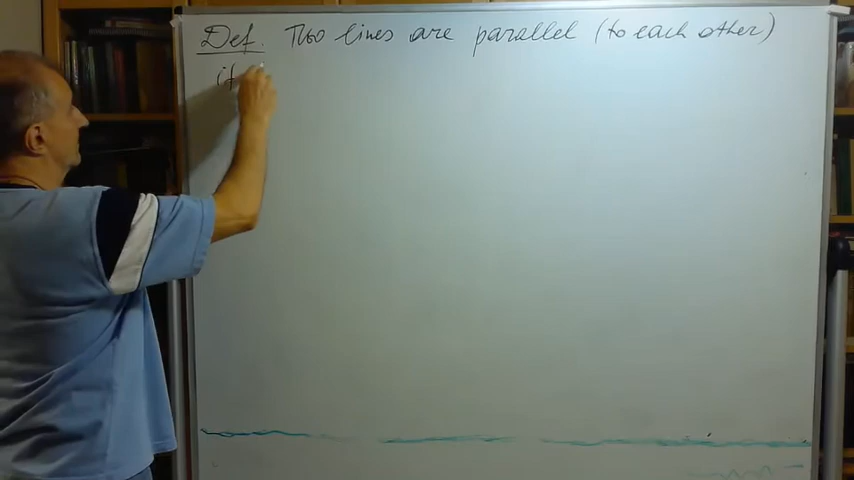 Def. Two lines are parallel (to each other)
if